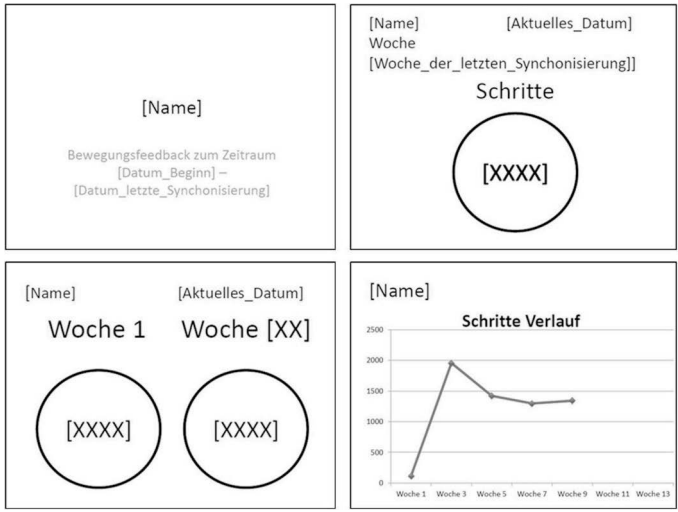 [Name]
Bewegungsfeedback zum Zeitraum
[Datum_Beginn] –
[Datum_letzte_Synchonisierung]
[Name] [Aktuelles_Datum]
Woche
[Woche_der_letzten_Synchonisierung]]
Schritte
[XXXX]
[Name] [Aktuelles_Datum]
Woche 1 Woche [XX]
[XXXX] [XXXX]
[Name]
Schritte Verlauf
2500
2000
1500
1000
500
0
Woche 1 Woche 3 Woche 5 Woche 7 Woche 9 Woche 11 Woche 13